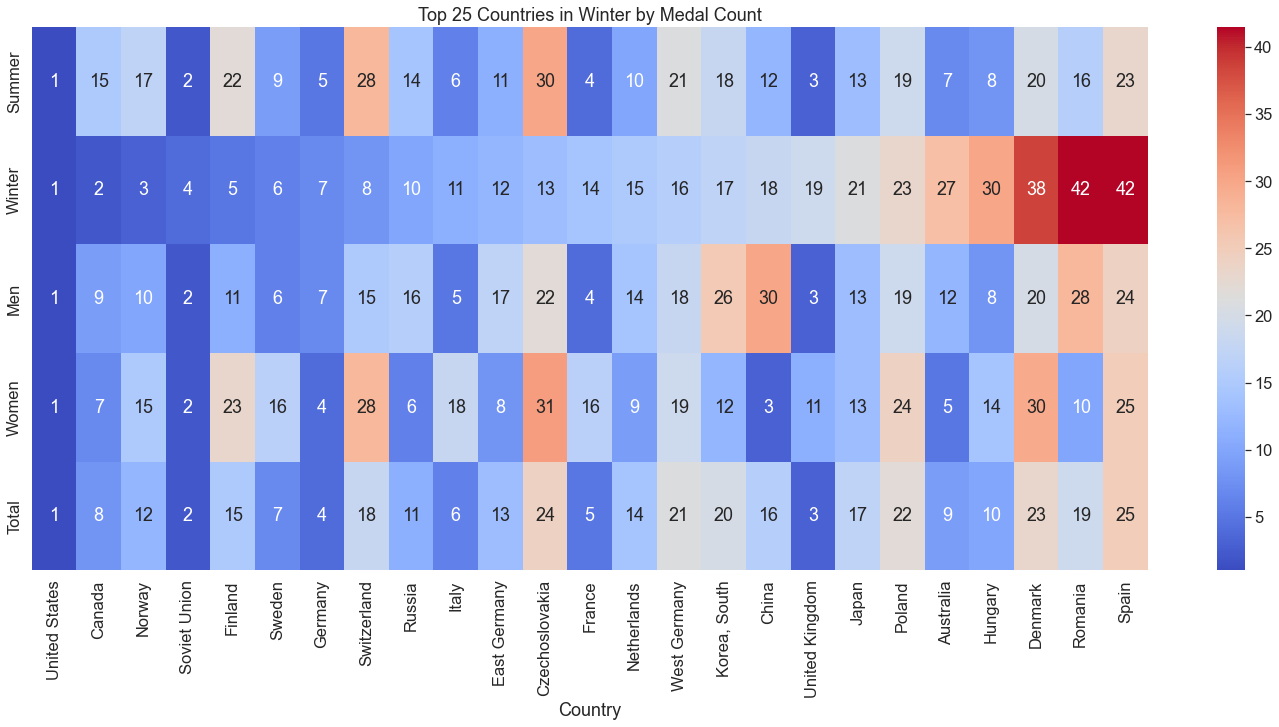 Top 25 Countries in Winter by Medal Count
Summer 1 15 17 2 22 9 5 28 14 6 11 30 4 10 21 18 12 3 13 19 7 8 20 16 23
Winter 1 2 3 4 5 6 7 8 10 11 12 13 14 15 16 17 18 19 21 23 27 30 38 42 42
Men 1 9 10 2 11 6 7 15 16 5 17 22 4 14 18 26 30 3 13 19 12 8 20 28 24
Women 1 7 15 2 23 16 4 28 6 18 8 31 16 9 19 12 3 11 13 24 5 14 30 10 25
Total 1 8 12 2 15 7 4 18 11 6 13 24 5 14 21 20 16 3 17 22 9 10 23 19 25
United States
Canada
Norway
Soviet Union
Finland
Sweden
Germany
Switzerland
Russia
Italy
East Germany
Czechoslovakia
France
Netherlands
West Germany
Korea, South
China
United Kingdom
Japan
Poland
Australia
Hungary
Denmark
Romania
Spain
Country
40
35
30
25
20
15
10
5